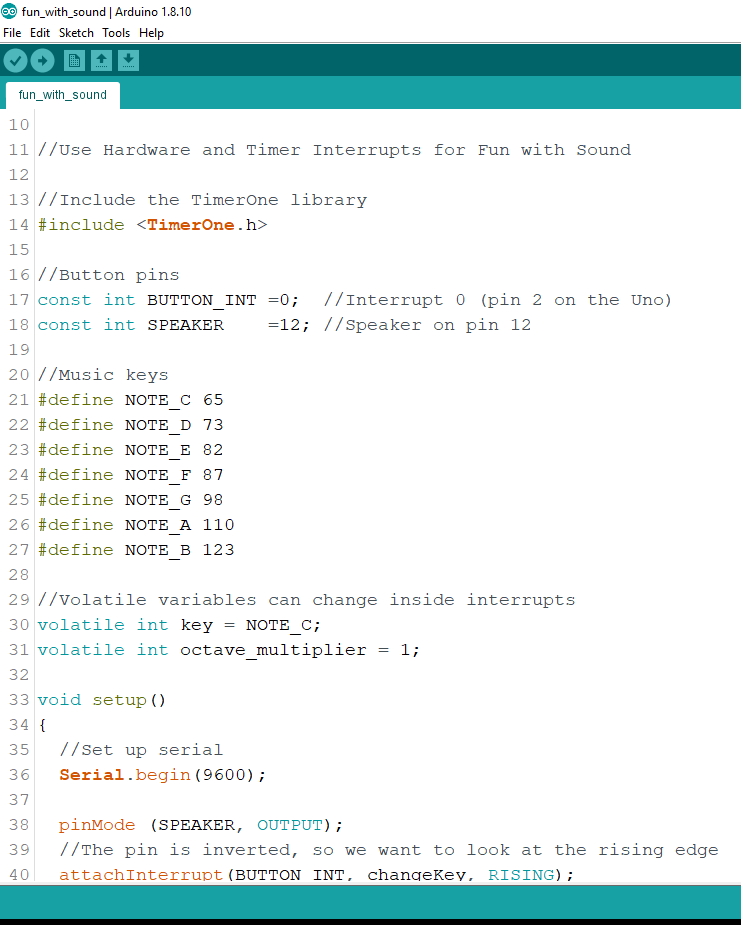 fun_with_sound | Arduino 1.8.10
File Edit Sketch Tools Help
fun_with_sound
10
11 //Use Hardware and Timer Interrupts for Fun with Sound
12
13 //Include the TimerOne library
14 #include <TimerOne.h>
15
16 //Button pins
17 const int BUTTON_INT =0;  //Interrupt 0 (pin 2 on the Uno)
18 const int SPEAKER    =12; //Speaker on pin 12
19
20 //Music keys
21 #define NOTE_C 65
22 #define NOTE_D 73
23 #define NOTE_E 82
24 #define NOTE_F 87
25 #define NOTE_G 98
26 #define NOTE_A 110
27 #define NOTE_B 123
28
29 //Volatile variables can change inside interrupts
30 volatile int key = NOTE_C;
31 volatile int octave_multiplier = 1;
32
33 void setup()
34 {
35   //Set up serial
36   Serial.begin(9600);
37
38   pinMode (SPEAKER, OUTPUT);
39   //The pin is inverted, so we want to look at the rising edge
40   attachInterrupt(BUTTON_INT, changeKey, RISING);